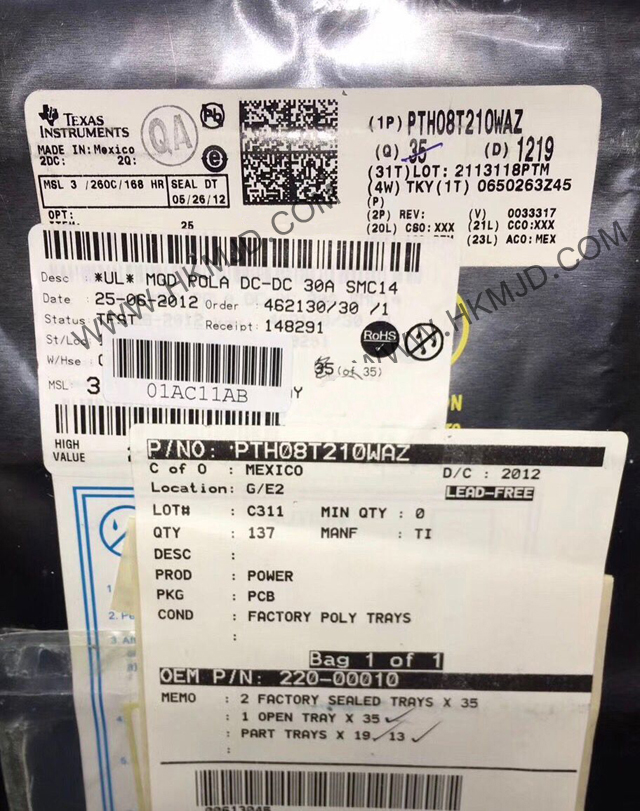 TEXAS
INSTRUMENTS
MADE IN: Mexico
2DC: 2Q:
QA
Pb
e
MSL 3 /260C/168 HR
SEAL DT
05/26/12
OPT:
25
(1P) PTH08T210WAZ
(Q) 35 (D) 1219
(31T)LOT: 2113118PTM
(4W) TKY(1T) 0650263Z45
(P)
(2P) REV: (V) 0033317
(20L) CSO:XXX (21L) CCO:XXX
(23L) ACO:MEX
WWW.HKMJD.COM
WWW.HKMJD.COM
Desc : *UL* MOD POLA DC-DC 30A SMC14
Date : 25-06-2012 Order : 462130/30 /1
Status: TEST Receipt: 148291
St/Loc
W/Hse : (
RoHS
35 (of 35)
MSL: 3
01AC11AB
HIGH
VALUE
P/NO: PTH08T210WAZ
C of O : MEXICO D/C : 2012
Location: G/E2 LEAD-FREE
LOT# : C311 MIN QTY : 0
QTY : 137 MANF : TI
DESC :
PROD : POWER
PKG : PCB
COND : FACTORY POLY TRAYS
:
Bag 1 of 1
OEM P/N: 220-00010
MEMO : 2 FACTORY SEALED TRAYS X 35
: 1 OPEN TRAY X 35 ✓
: PART TRAYS X 19 ✓ 13 ✓
: